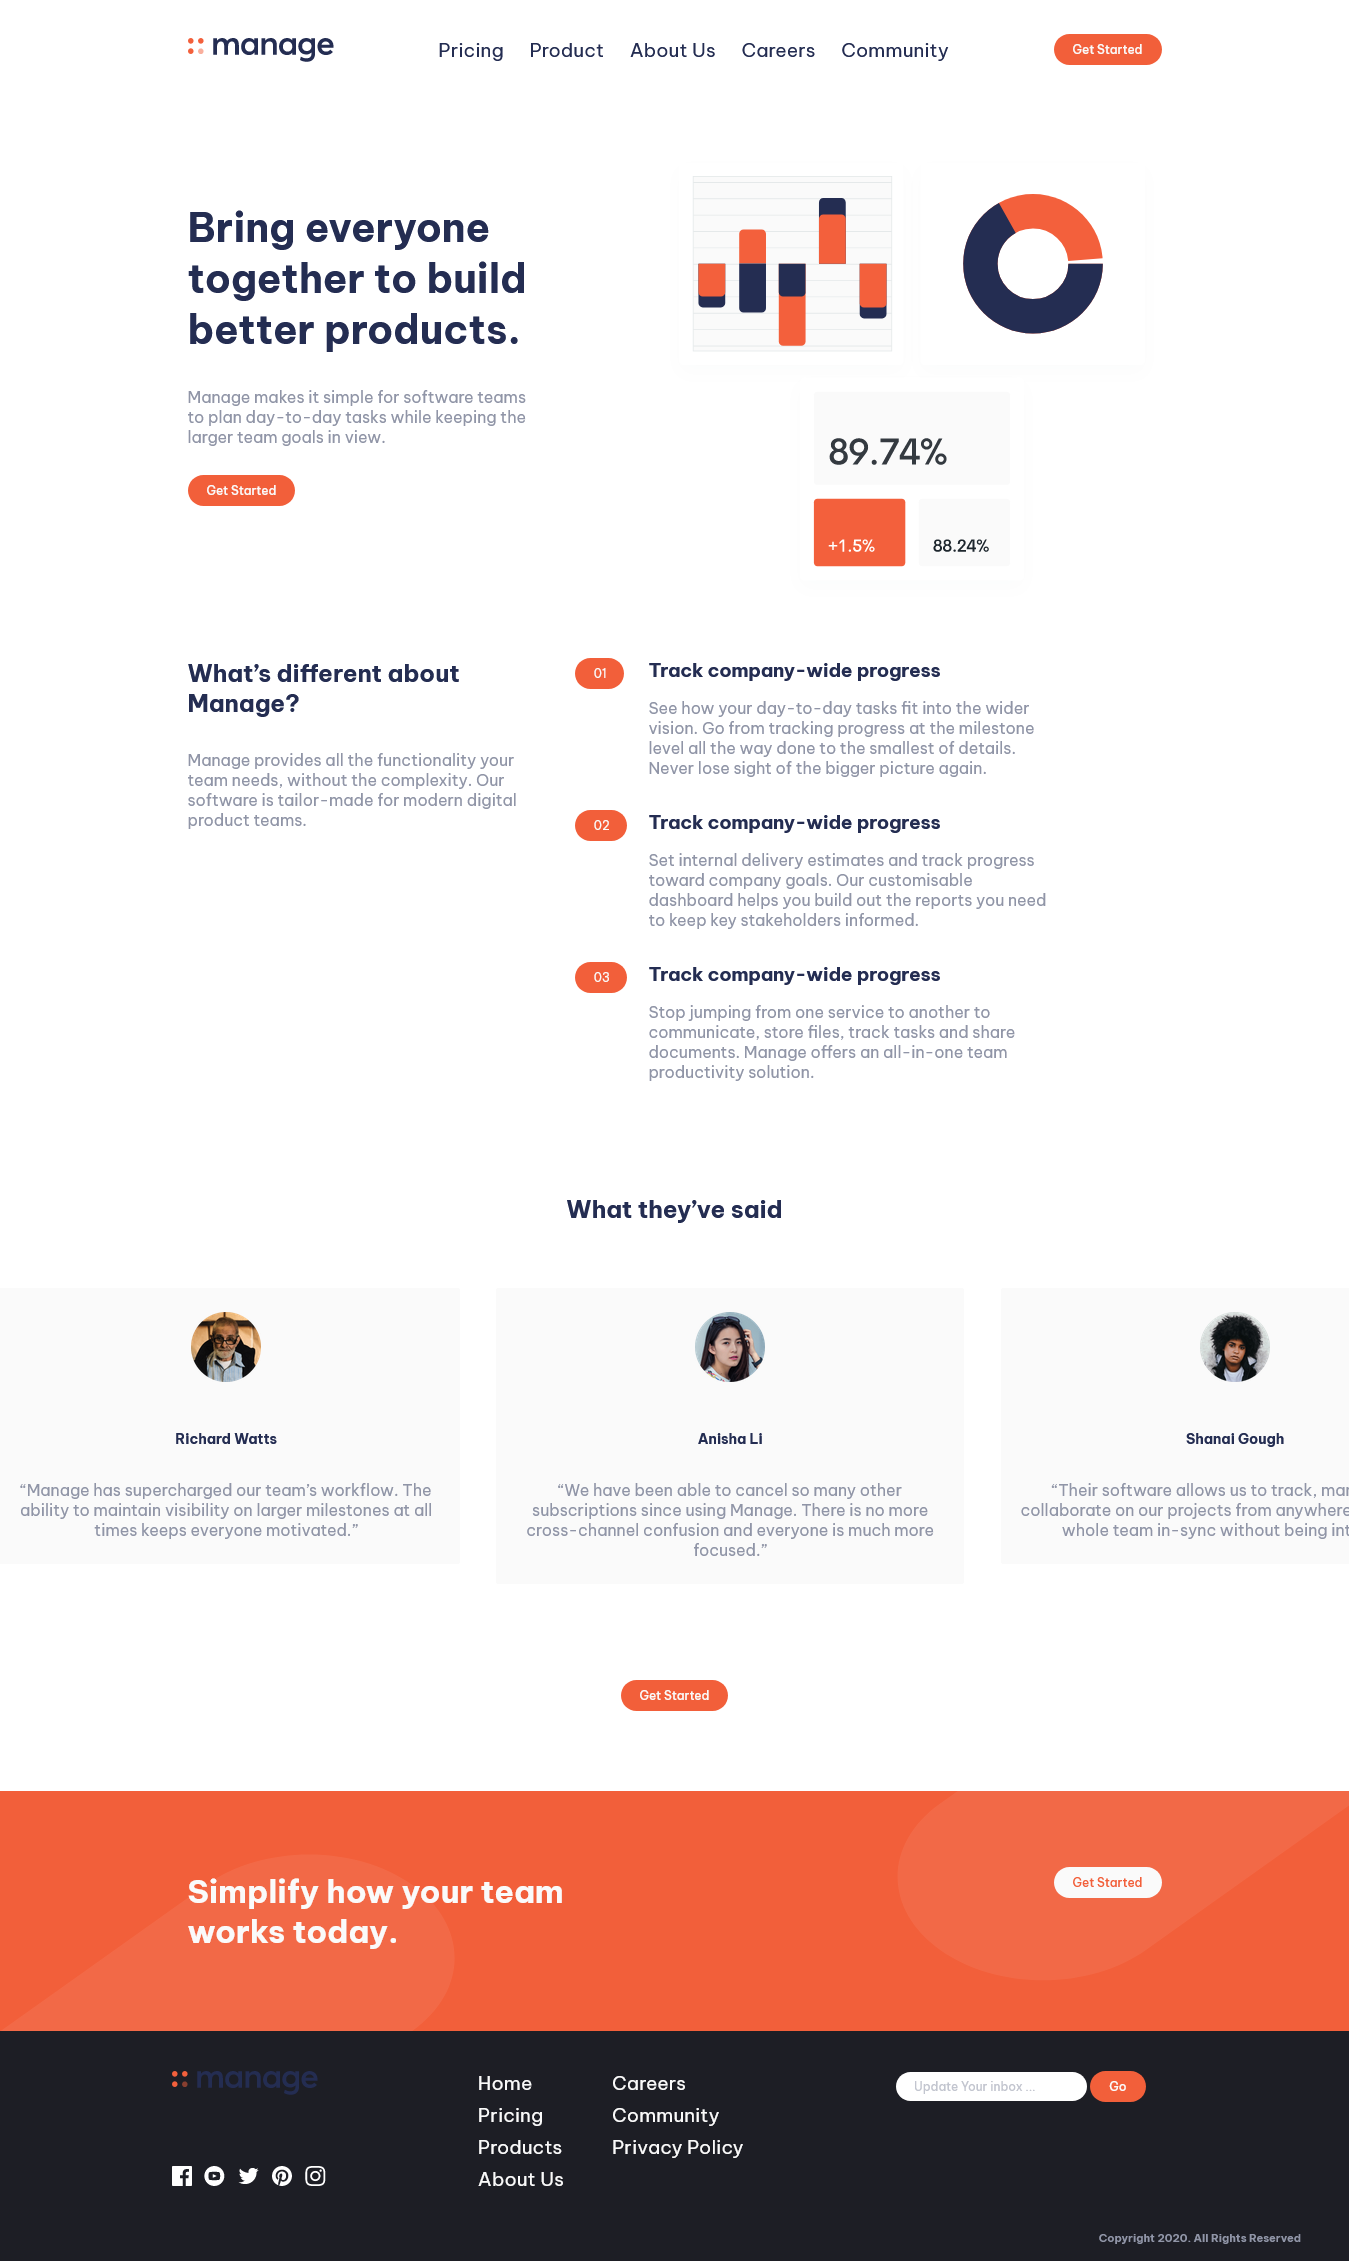 manage
Pricing Product About Us Careers Community
Get Started
Bring everyone
together to build
better products.
Manage makes it simple for software teams
to plan day-to-day tasks while keeping the
larger team goals in view.
Get Started
89.74%
+1.5%
88.24%
What’s different about
Manage?
Manage provides all the functionality your
team needs, without the complexity. Our
software is tailor-made for modern digital
product teams.
01
Track company-wide progress
See how your day-to-day tasks fit into the wider
vision. Go from tracking progress at the milestone
level all the way done to the smallest of details.
Never lose sight of the bigger picture again.
02
Track company-wide progress
Set internal delivery estimates and track progress
toward company goals. Our customisable
dashboard helps you build out the reports you need
to keep key stakeholders informed.
03
Track company-wide progress
Stop jumping from one service to another to
communicate, store files, track tasks and share
documents. Manage offers an all-in-one team
productivity solution.
What they’ve said
Richard Watts
“Manage has supercharged our team’s workflow. The
ability to maintain visibility on larger milestones at all
times keeps everyone motivated.”
Anisha Li
“We have been able to cancel so many other
subscriptions since using Manage. There is no more
cross-channel confusion and everyone is much more
focused.”
Shanai Gough
“Their software allows us to track,
collaborate on our projects from anywhere
whole team in-sync without being
Get Started
Simplify how your team
works today.
Get Started
manage
Home
Pricing
Products
About Us
Careers
Community
Privacy Policy
Update Your inbox ...
Go
Copyright 2020. All Rights Reserved